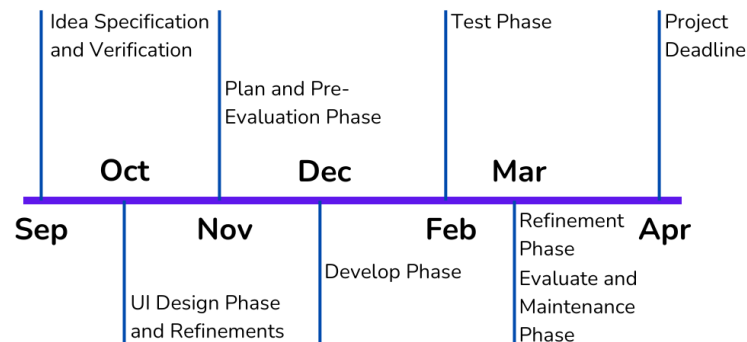 Idea Specification
and Verification
Test Phase
Project
Deadline
Plan and Pre-
Evaluation Phase
Oct
Dec
Mar
Sep
Nov
Feb
Apr
Refinement
Phase
Evaluate and
Maintenance
Phase
Develop Phase
UI Design Phase
and Refinements